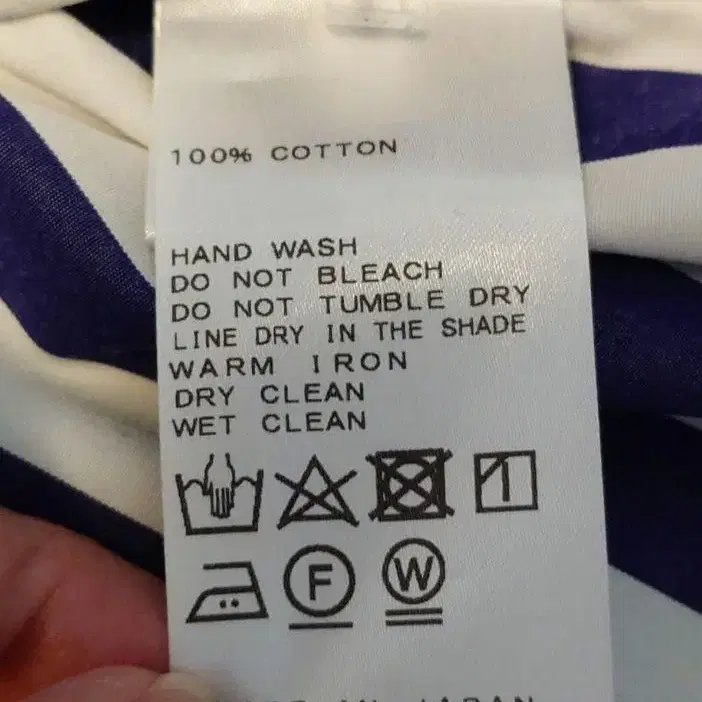 100% COTTON
HAND WASH
DO NOT BLEACH
DO NOT TUMBLE DRY
LINE DRY IN THE SHADE
WARM IRON
DRY CLEAN
WET CLEAN
F W
JAPAN